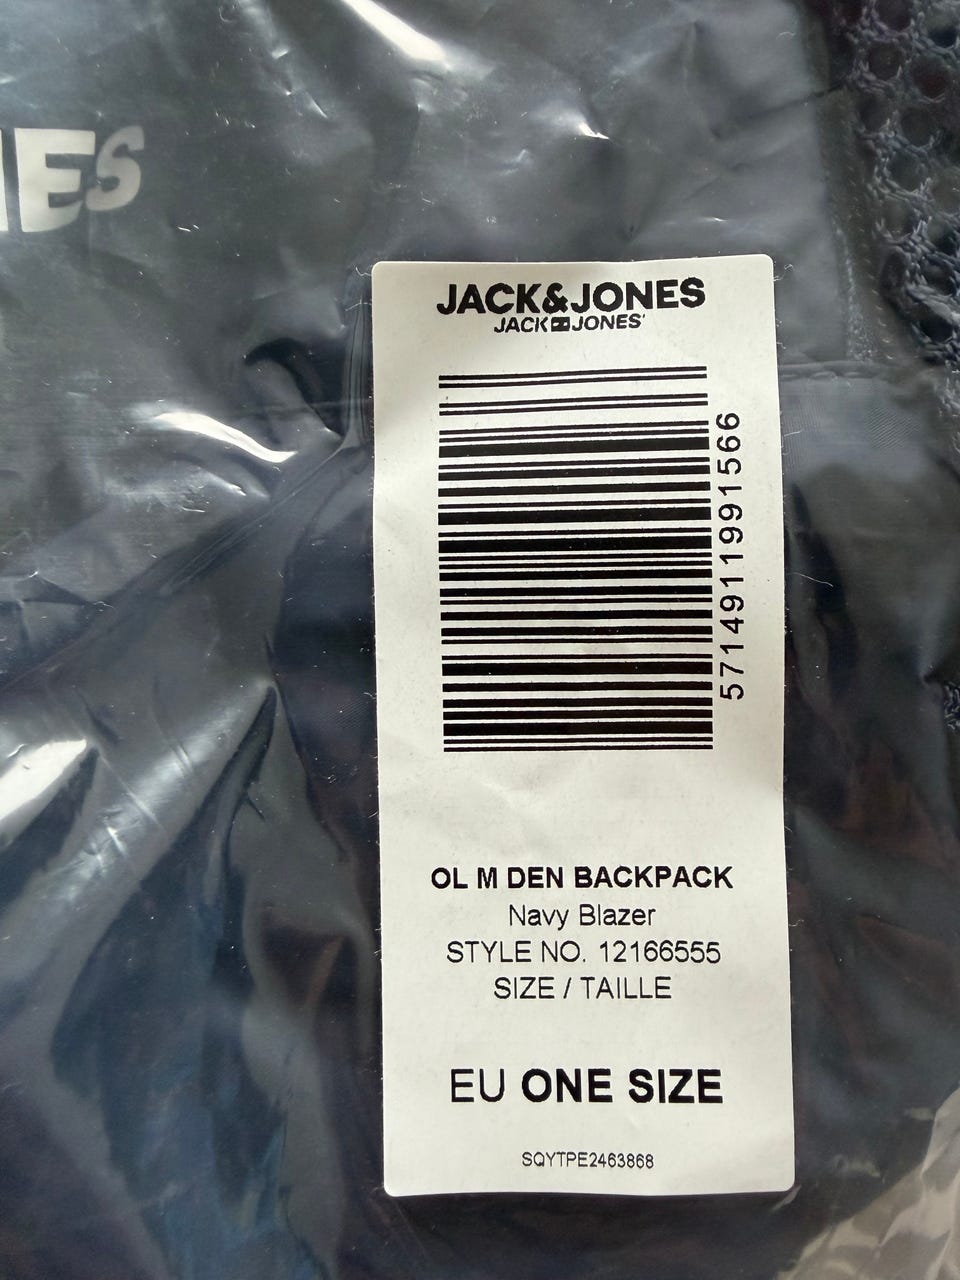 NES
JACK&JONES
JACK JONES
5714911991566
OL M DEN BACKPACK
Navy Blazer
STYLE NO. 12166555
SIZE / TAILLE
EU ONE SIZE
SQYTPE2463868